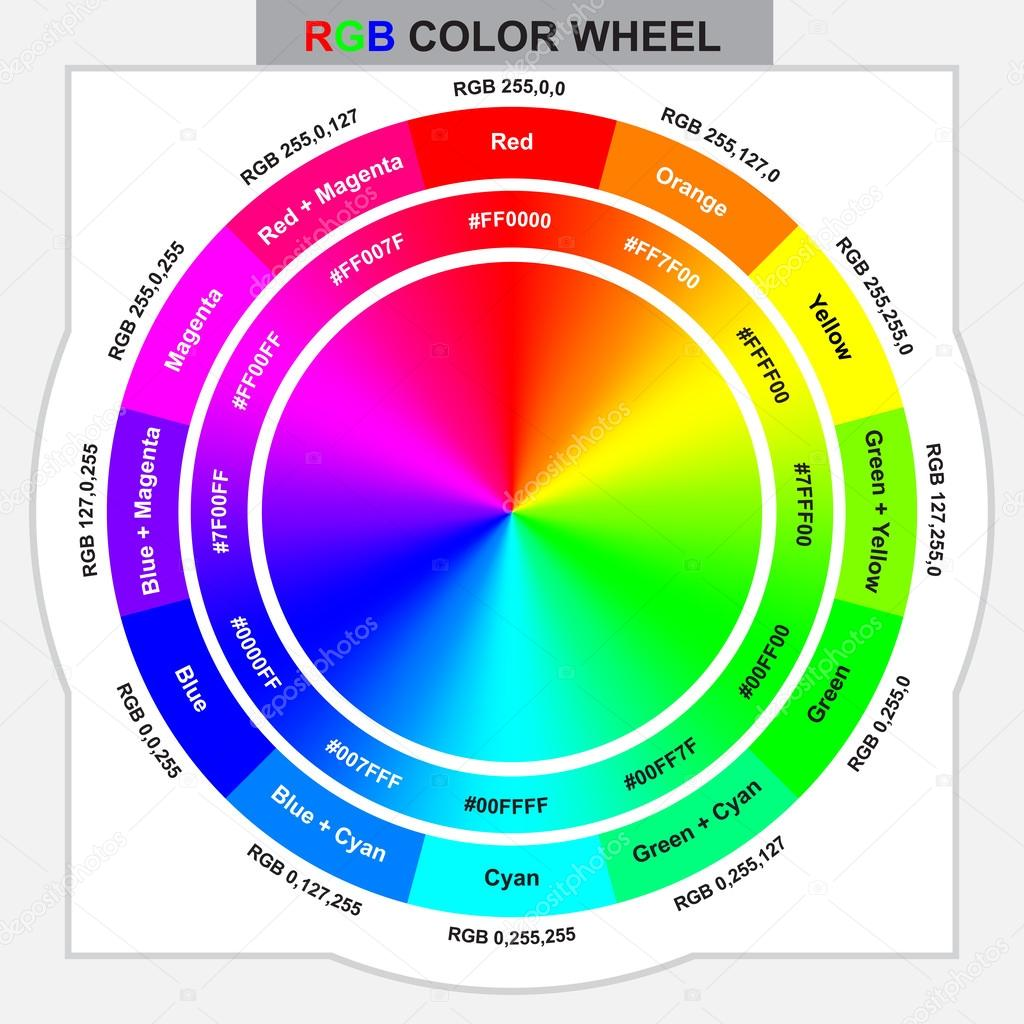 RGB COLOR WHEEL
RGB 255,0,0
RGB 255,127,0
RGB 255,255,0
RGB 127,255,0
RGB 0,255,0
RGB 0,255,127
RGB 0,255,255
RGB 0,127,255
RGB 0,0,255
RGB 127,0,255
RGB 255,0,255
RGB 255,0,127
Red
Orange
Yellow
Green + Yellow
Green
Green + Cyan
Cyan
Blue + Cyan
Blue
Blue + Magenta
Magenta
Red + Magenta
#FF0000
#FF7F00
#FFFF00
#7FFF00
#00FF00
#00FF7F
#00FFFF
#007FFF
#0000FF
#7F00FF
#FF00FF
#FF007F
depositphotos
depositphotos
depositphotos
depositphotos
depositphotos